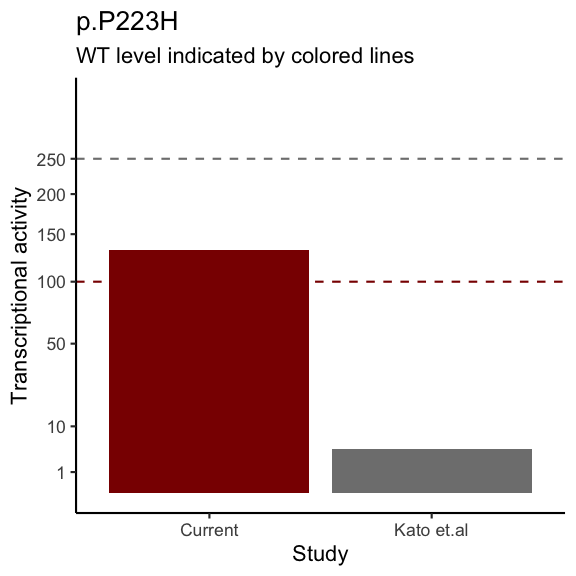 p.P223H
WT level indicated by colored lines
Transcriptional activity
250
200
150
100
50
10
1
Current
Kato et.al
Study